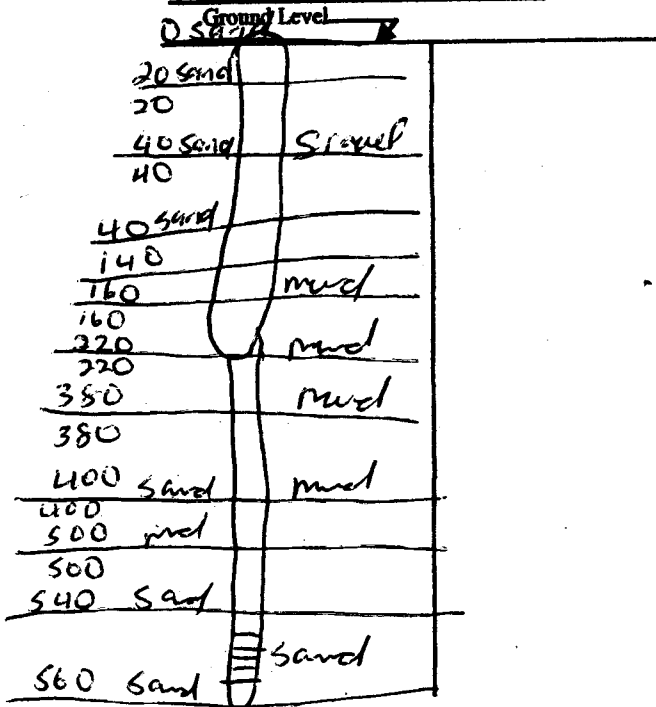 Ground Level
0 sand
20 sand
20
40 sand gravel
40
40 sand
140
160 mud
160
220 mud
220
380 mud
380
400 sand mud
400
500 mud
500
540 sand
sand
560 sand